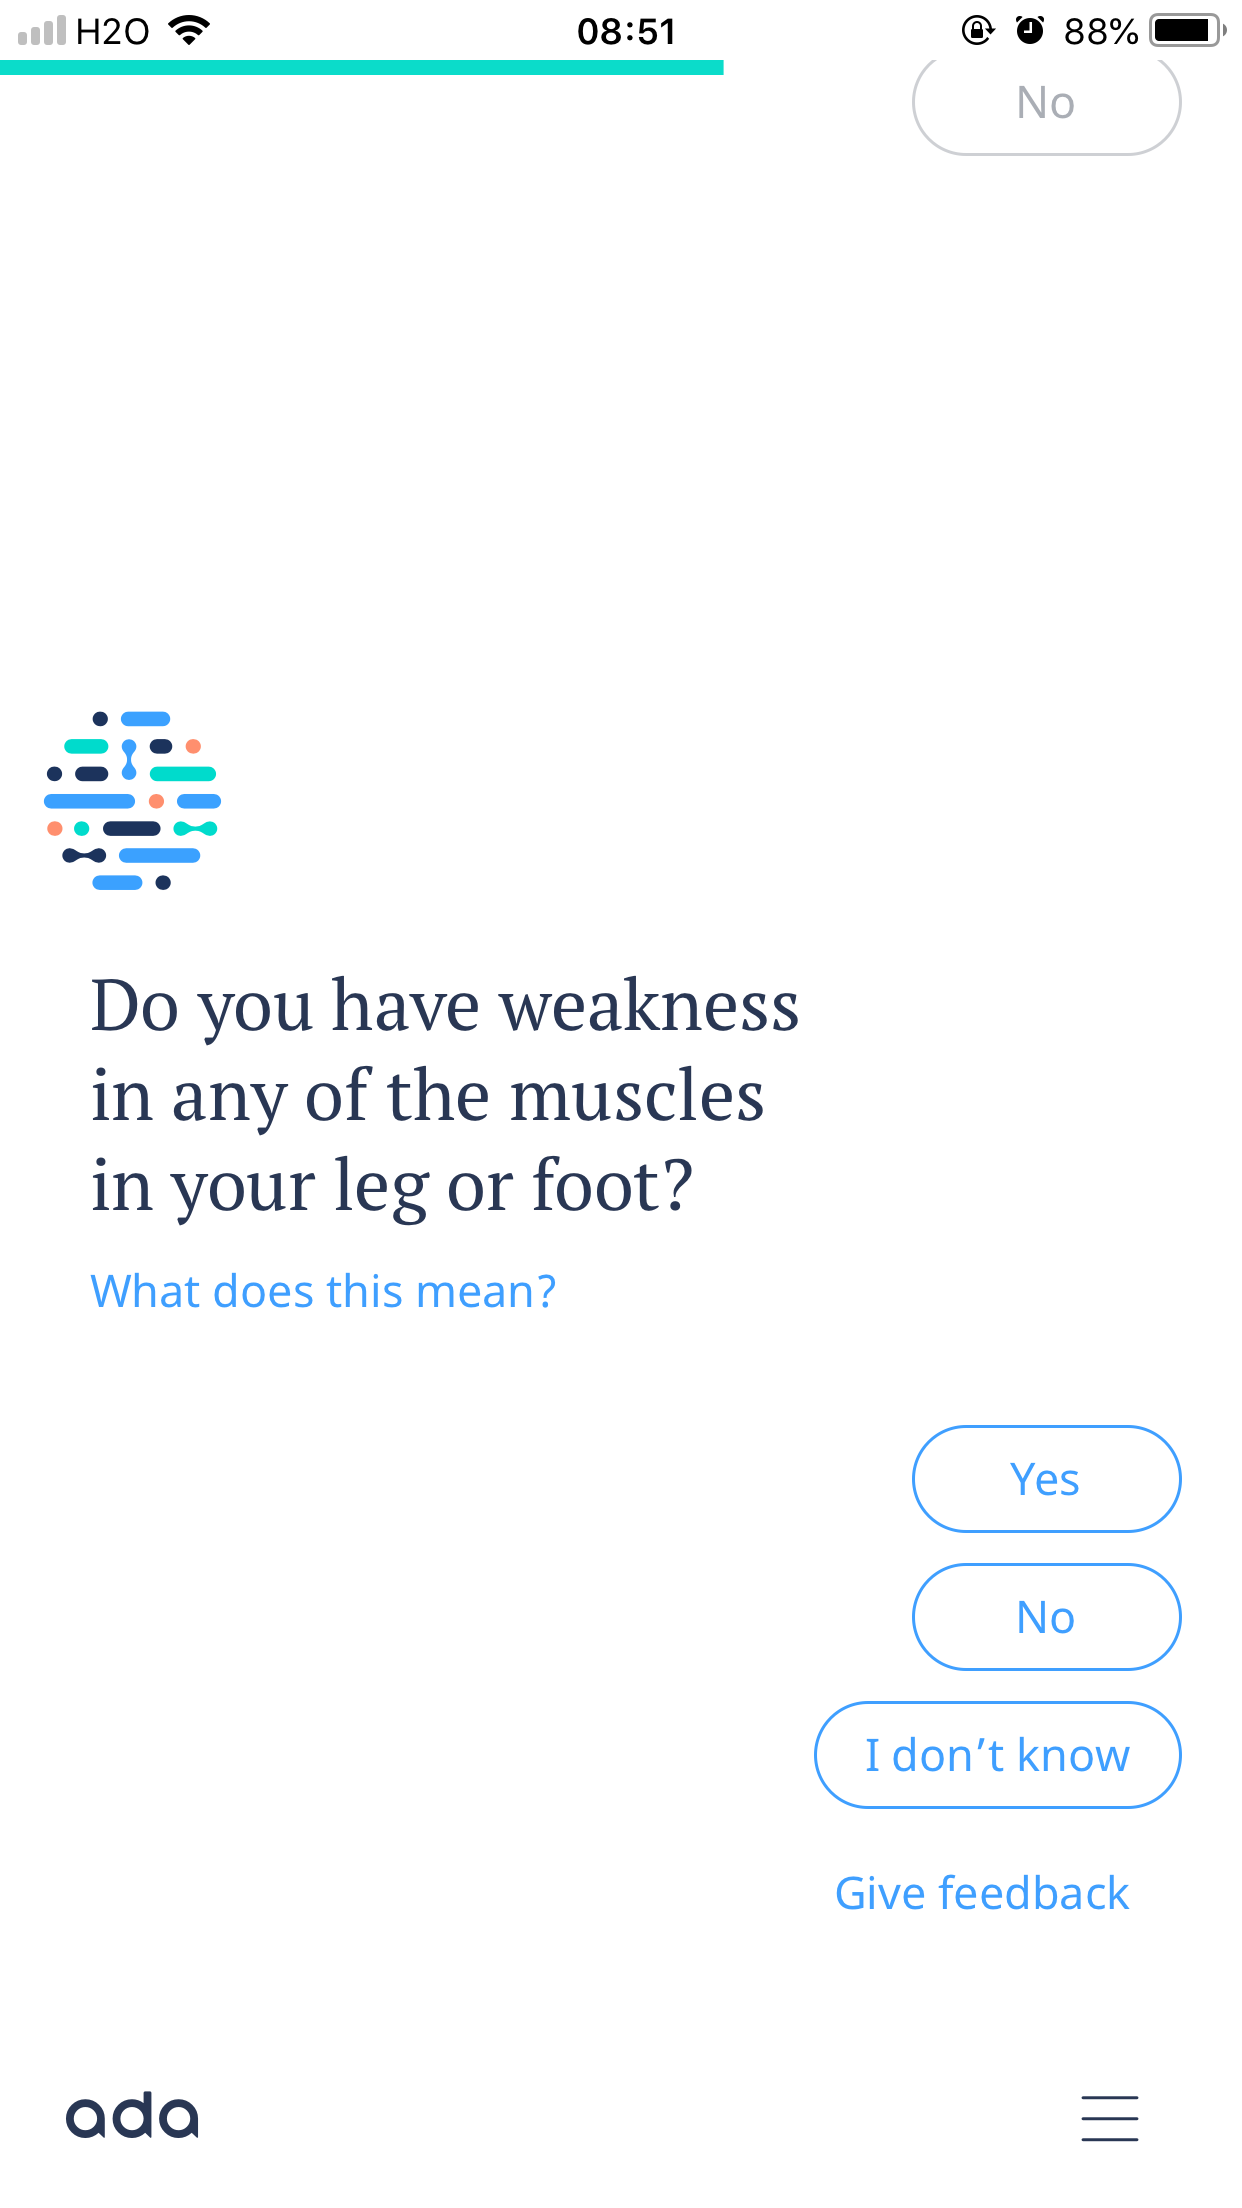 H2O 08:51 88%
No
Do you have weakness
in any of the muscles
in your leg or foot?
What does this mean?
Yes
No
I don’t know
Give feedback
ada